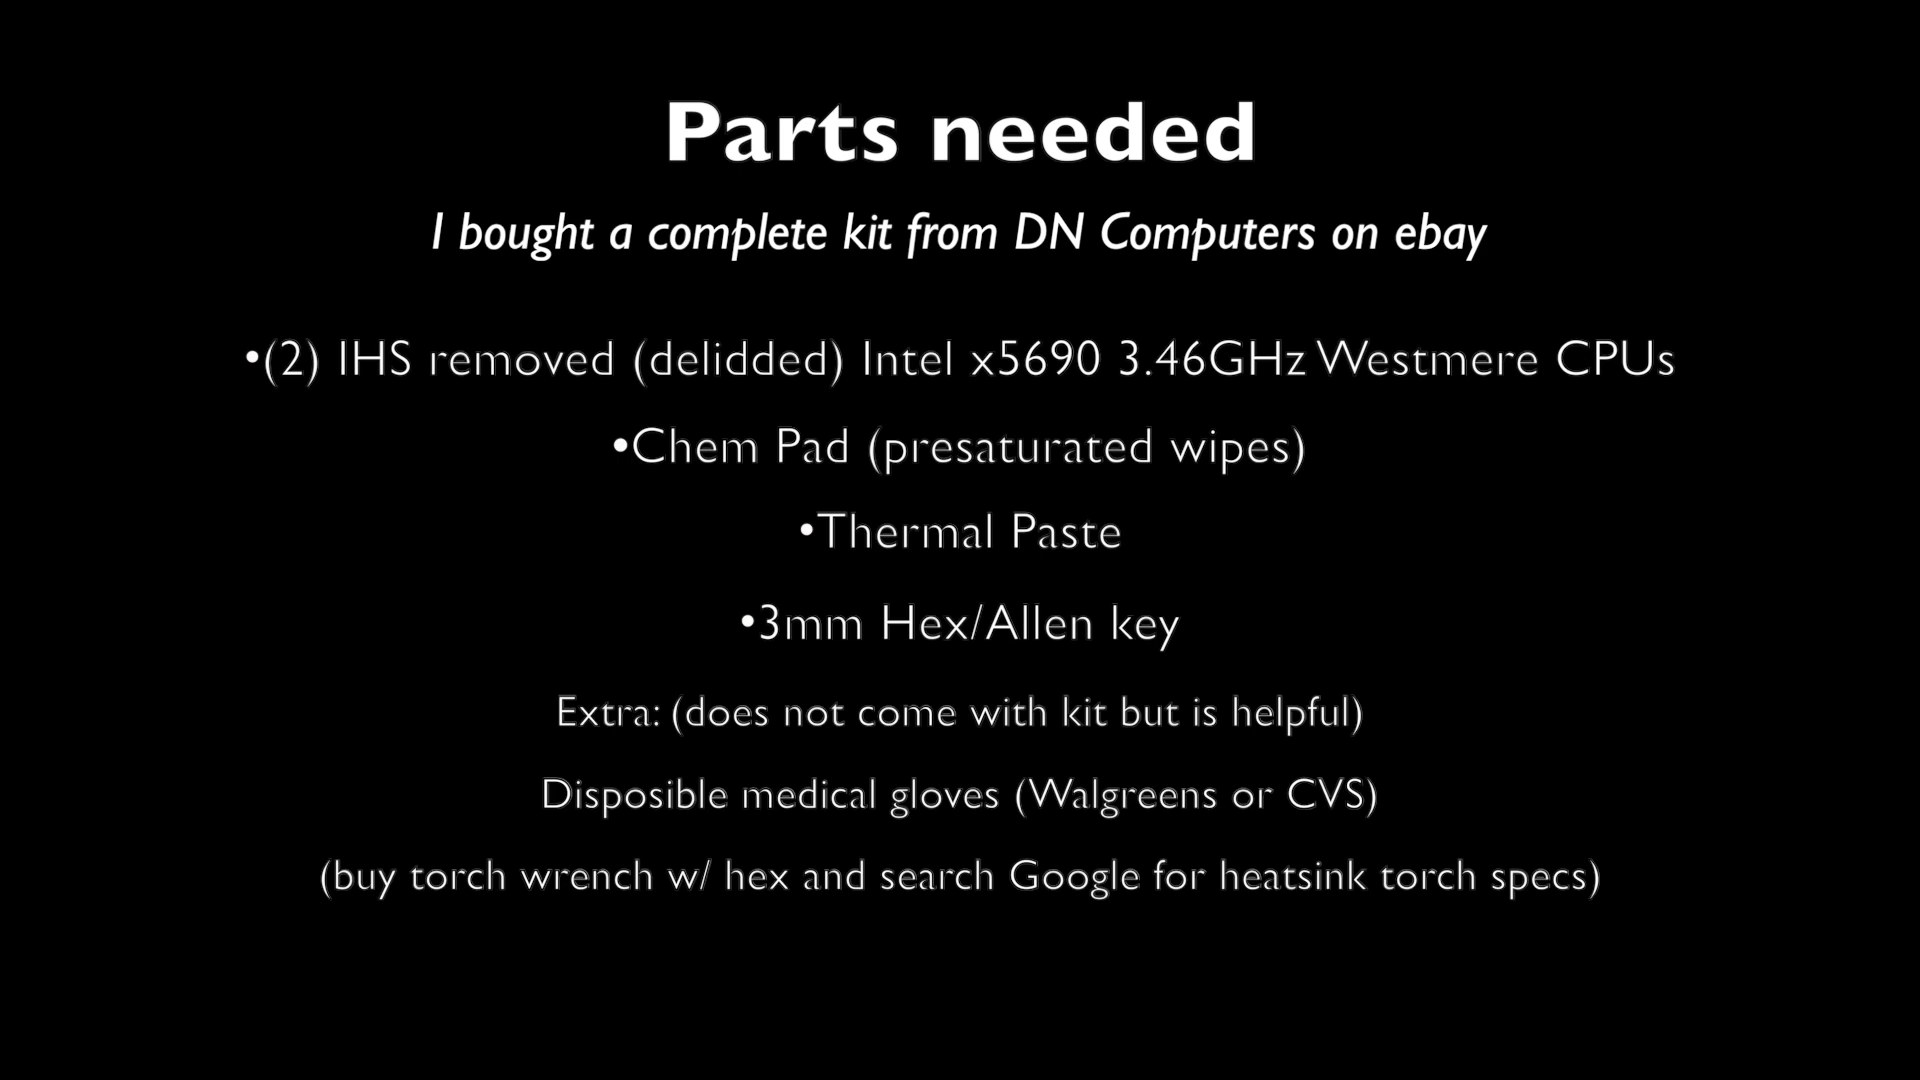 Parts needed
I bought a complete kit from DN Computers on ebay
•(2) IHS removed (delidded) Intel x5690 3.46GHz Westmere CPUs
•Chem Pad (presaturated wipes)
•Thermal Paste
•3mm Hex/Allen key
Extra: (does not come with kit but is helpful)
Disposible medical gloves (Walgreens or CVS)
(buy torch wrench w/ hex and search Google for heatsink torch specs)